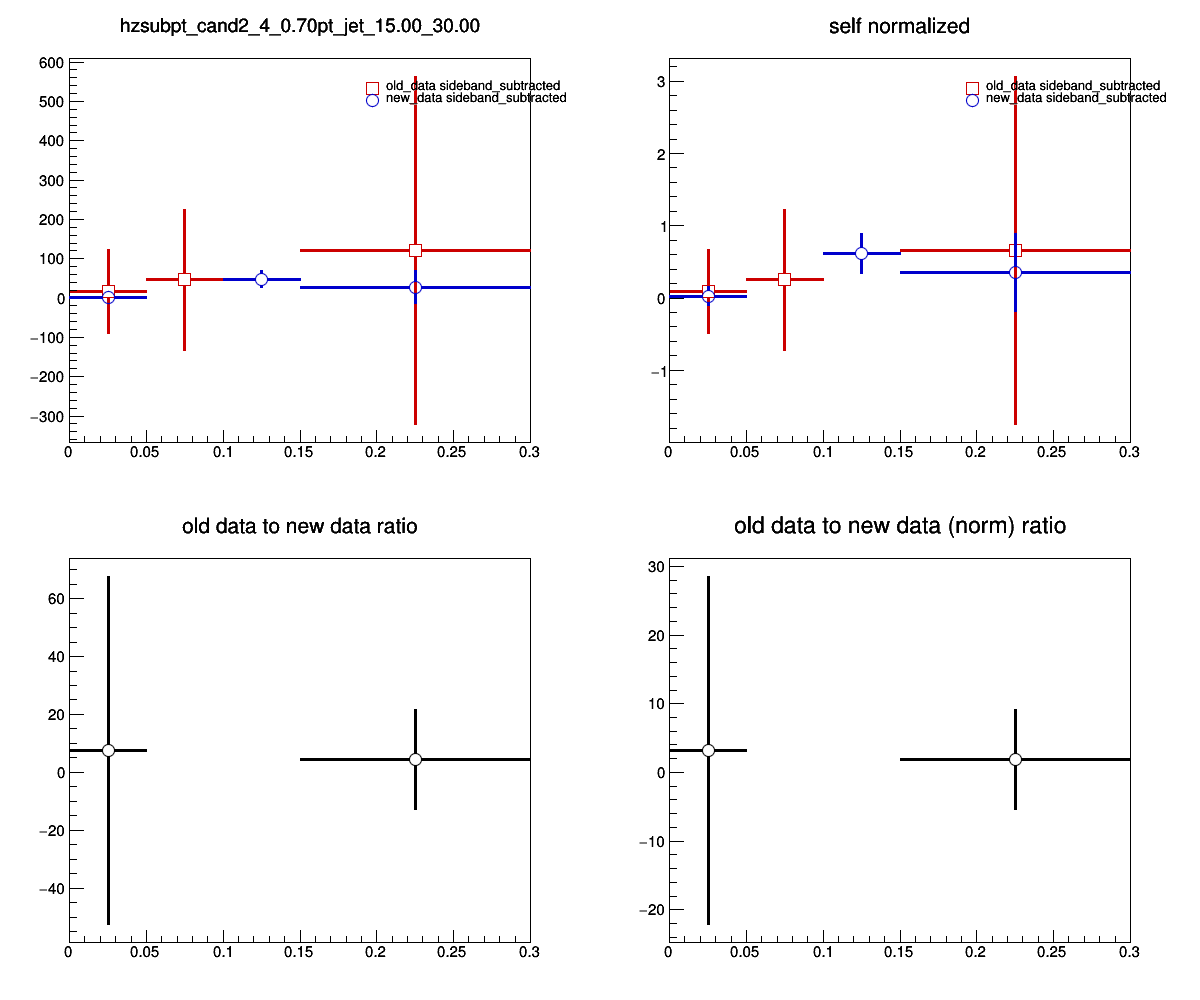 hzsubpt_cand2_4_0.70pt_jet_15.00_30.00
old_data sideband_subtracted
new_data sideband_subtracted
600
500
400
300
200
100
0
−100
−200
−300
0 0.05 0.1 0.15 0.2 0.25 0.3
self normalized
old_data sideband_subtracted
new_data sideband_subtracted
3
2
1
0
−1
0 0.05 0.1 0.15 0.2 0.25 0.3
old data to new data ratio
60
40
20
0
−20
−40
0 0.05 0.1 0.15 0.2 0.25 0.3
old data to new data (norm) ratio
30
20
10
0
−10
−20
0 0.05 0.1 0.15 0.2 0.25 0.3